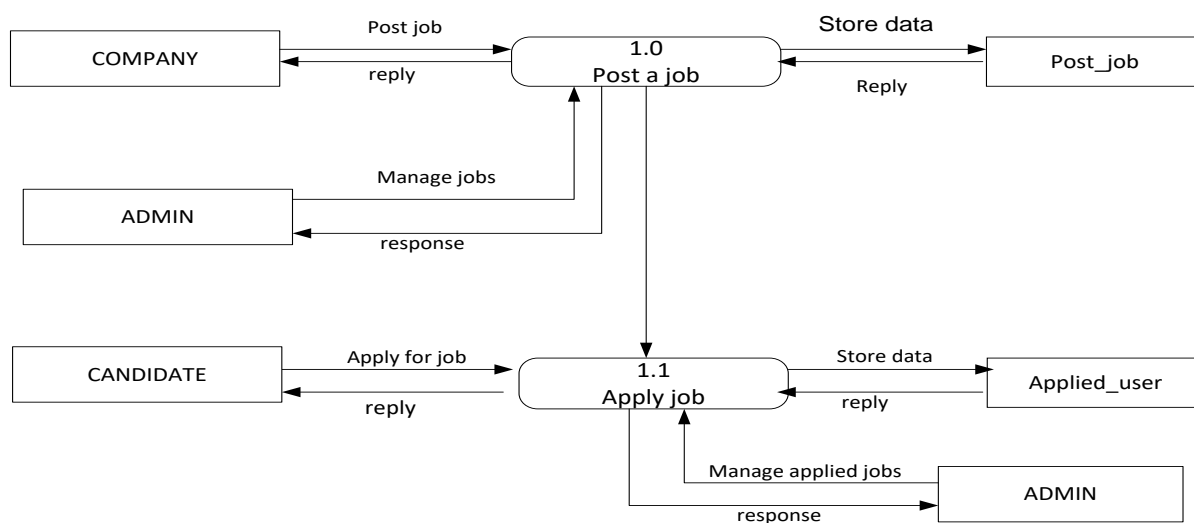 Post job
Store data
COMPANY
1.0
Post a job
Post_job
reply
Reply
Manage jobs
ADMIN
response
Apply for job
Store data
CANDIDATE
1.1
Apply job
Applied_user
reply
reply
Manage applied jobs
ADMIN
response